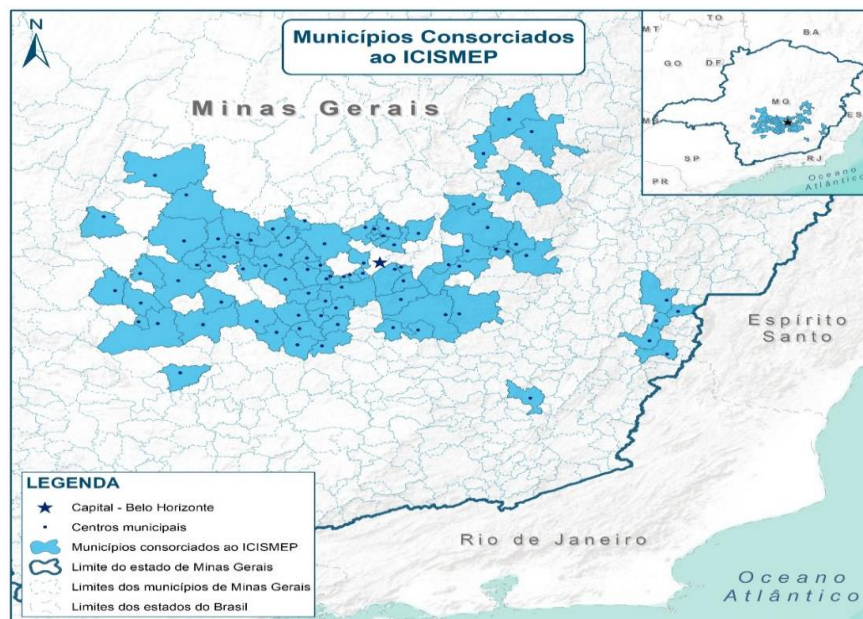 N
Municípios Consorciados
ao ICISMEP
Minas Gerais
TO
MT
BA
GO
DF
MG
ES
SP
RJ
PR
Oceano
Atlântico
Espírito
Santo
LEGENDA
Capital - Belo Horizonte
Centros municipais
Municípios consorciados ao ICISMEP
Limite do estado de Minas Gerais
Limites dos municípios de Minas Gerais
Limites dos estados do Brasil
Rio de Janeiro
Oceano
Atlântico